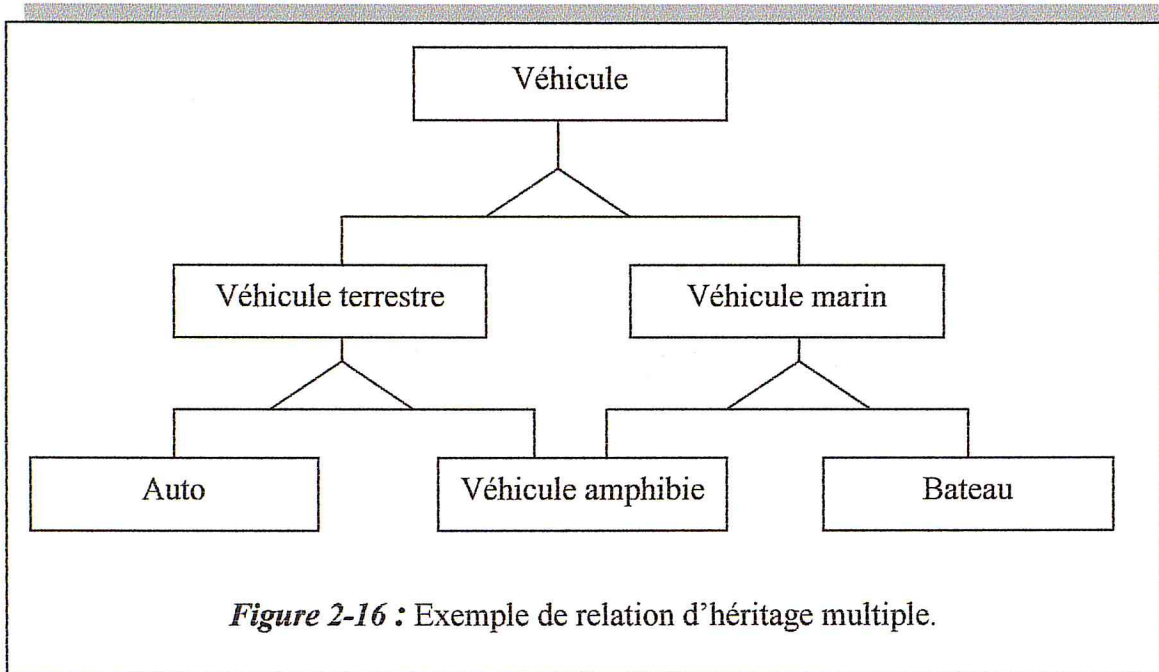 Véhicule
Véhicule terrestre
Véhicule marin
Auto
Véhicule amphibie
Bateau
Figure 2-16 : Exemple de relation d'héritage multiple.